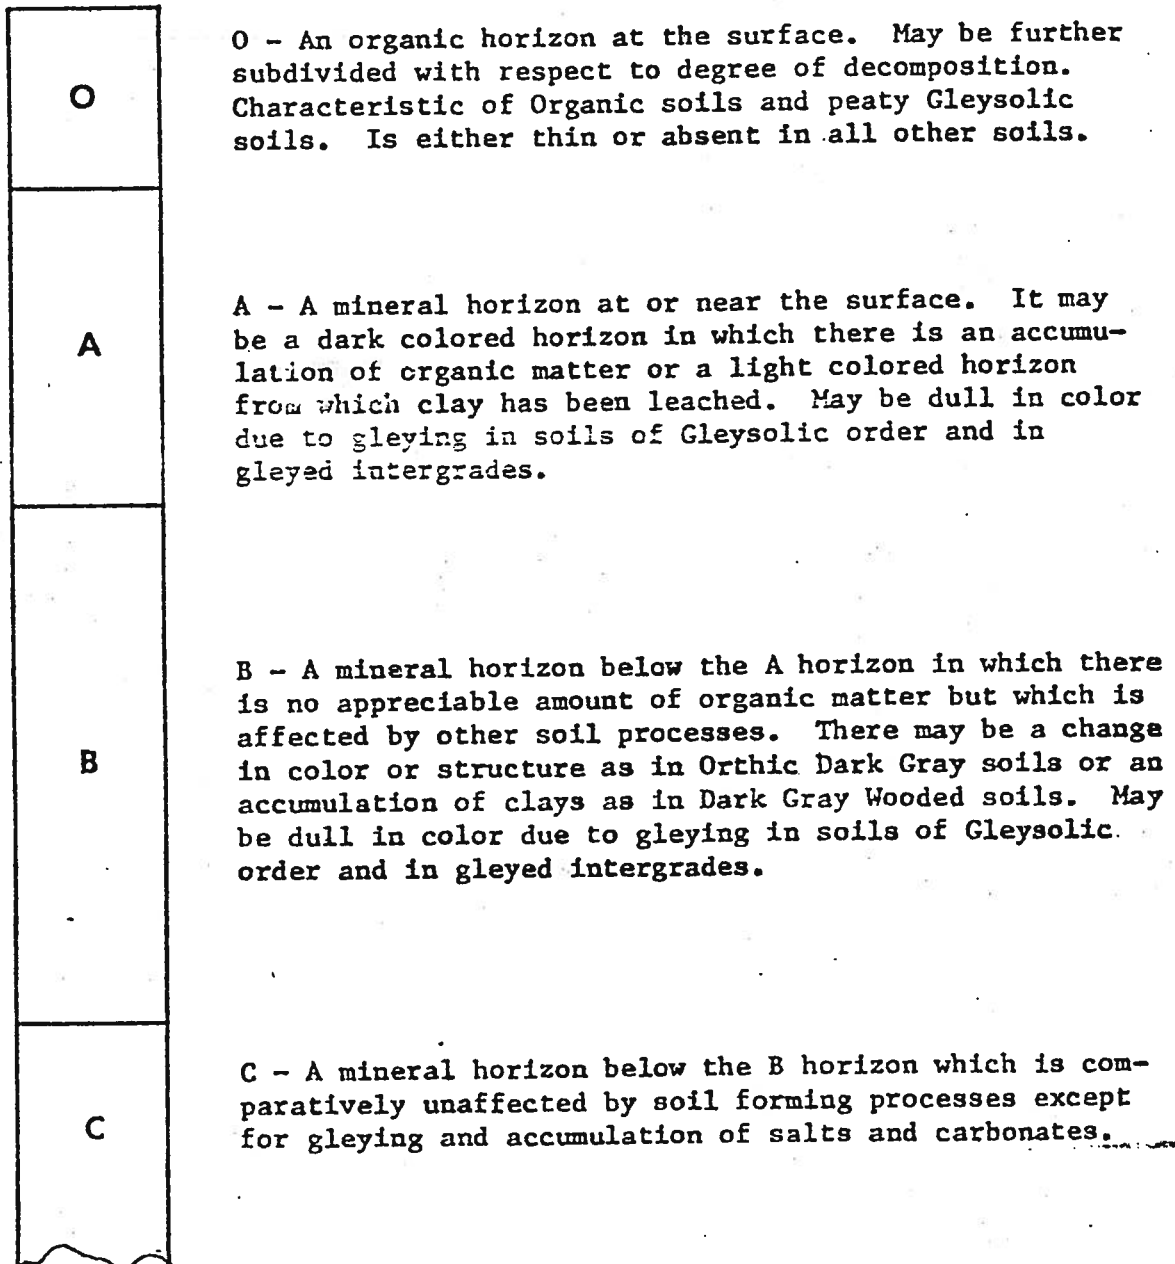 O
O - An organic horizon at the surface. May be further
subdivided with respect to degree of decomposition.
Characteristic of Organic soils and peaty Gleysolic
soils. Is either thin or absent in all other soils.
A
A - A mineral horizon at or near the surface. It may
be a dark colored horizon in which there is an accumu-
lation of organic matter or a light colored horizon
from which clay has been leached. May be dull in color
due to gleying in soils of Gleysolic order and in
gleyed intergrades.
B
B - A mineral horizon below the A horizon in which there
is no appreciable amount of organic matter but which is
affected by other soil processes. There may be a change
in color or structure as in Orthic Dark Gray soils or an
accumulation of clays as in Dark Gray Wooded soils. May
be dull in color due to gleying in soils of Gleysolic
order and in gleyed intergrades.
C
C - A mineral horizon below the B horizon which is com-
paratively unaffected by soil forming processes except
for gleying and accumulation of salts and carbonates.